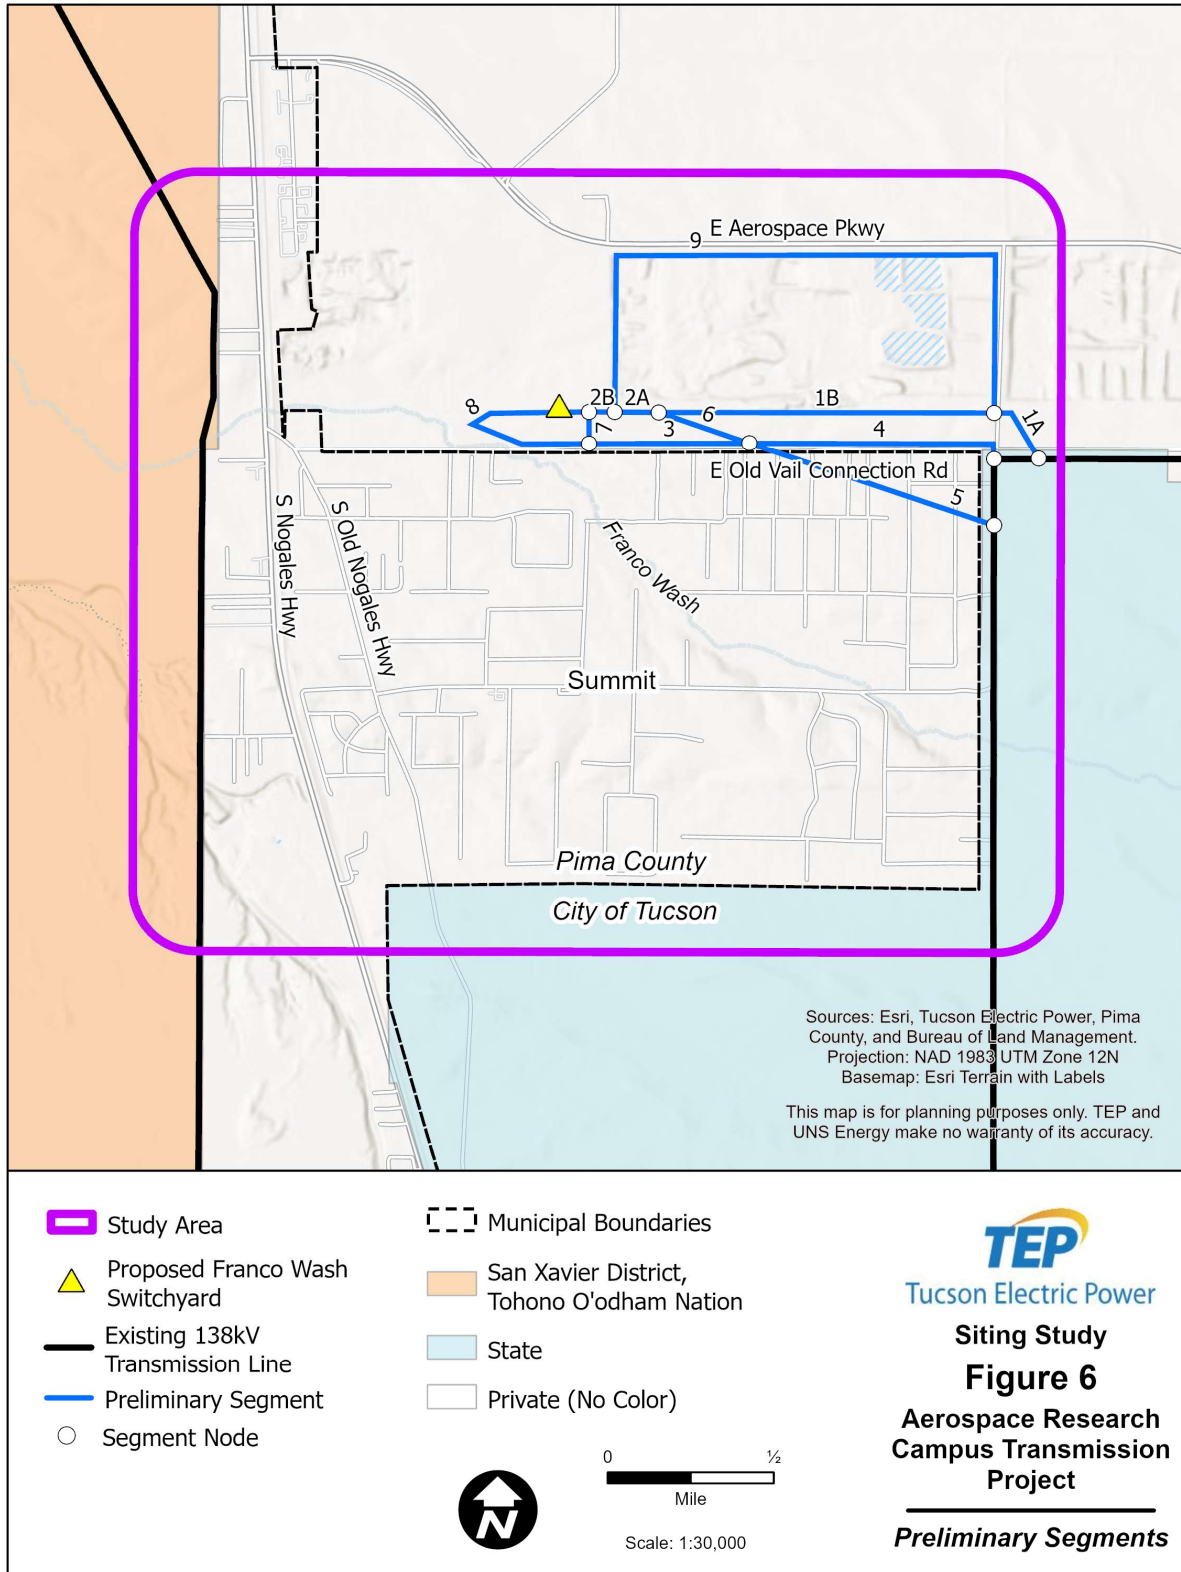 E Aerospace Pkwy
9
2B
2A
1B
8
7
3
6
4
1A
E Old Vail Connection Rd
5
S Nogales Hwy
S Old Nogales Hwy
Franco Wash
Summit
Pima County
City of Tucson
Sources: Esri, Tucson Electric Power, Pima
County, and Bureau of Land Management.
Projection: NAD 1983 UTM Zone 12N
Basemap: Esri Terrain with Labels
This map is for planning purposes only. TEP and
UNS Energy make no warranty of its accuracy.
Study Area
Proposed Franco Wash
Switchyard
Existing 138kV
Transmission Line
Preliminary Segment
Segment Node
Municipal Boundaries
San Xavier District,
Tohono O'odham Nation
State
Private (No Color)
N
0 ½
Mile
Scale: 1:30,000
TEP
Tucson Electric Power
Siting Study
Figure 6
Aerospace Research
Campus Transmission
Project
Preliminary Segments